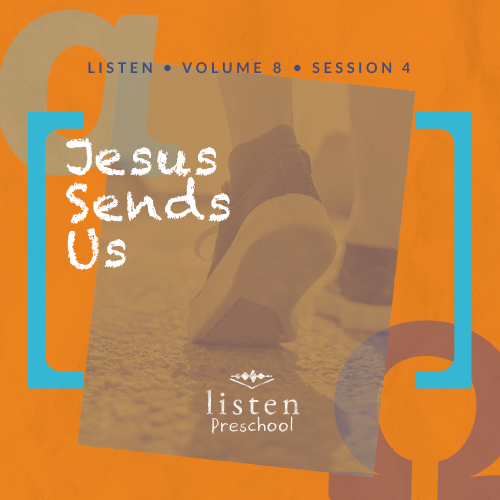 LISTEN • VOLUME 8 • SESSION 4
Jesus
Sends
Us
listen
Preschool
α
Ω